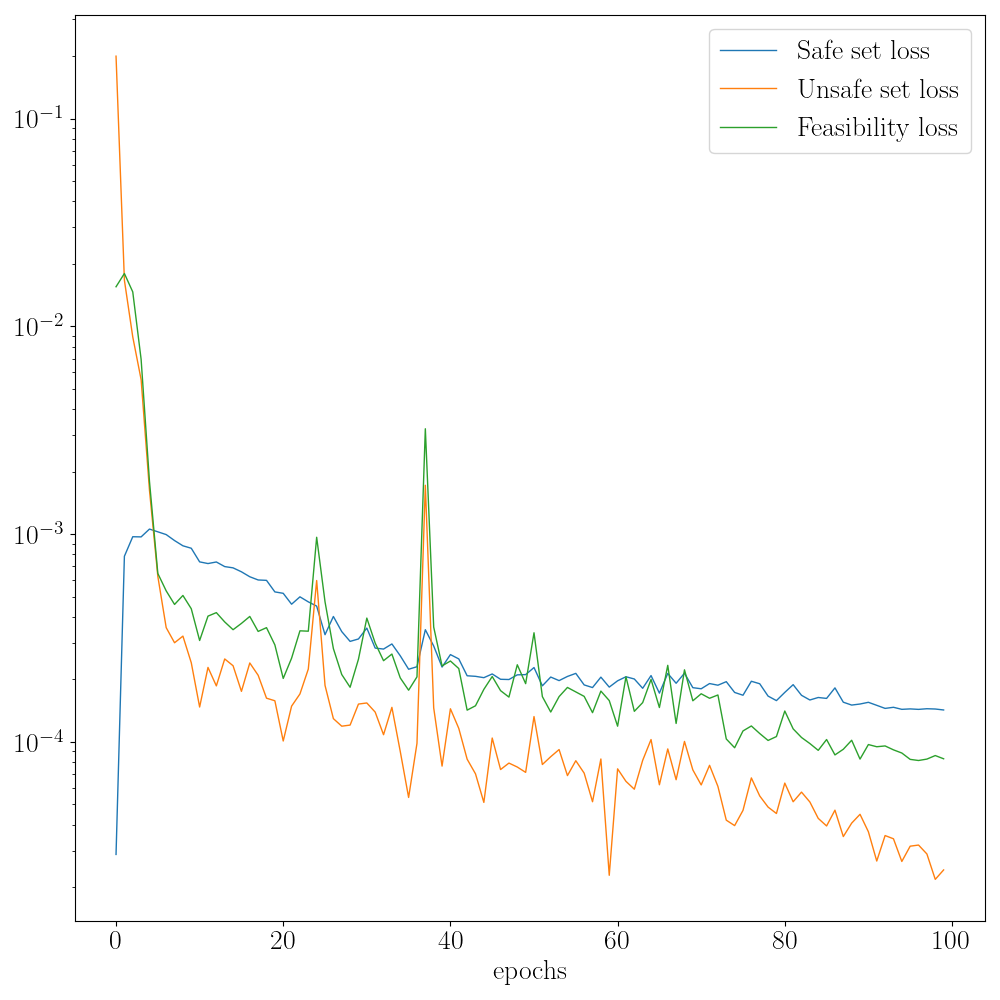 Safe set loss
Unsafe set loss
Feasibility loss
10⁻¹
10⁻²
10⁻³
10⁻⁴
0 20 40 60 80 100
epochs